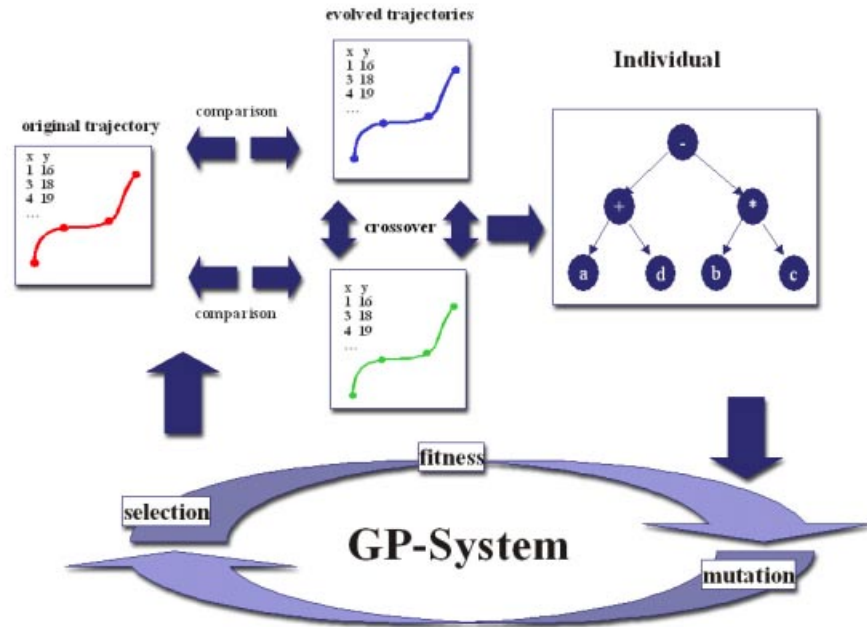 evolved trajectories
x y
1 16
3 18
4 19
...
Individual
comparison
original trajectory
x y
1 16
3 18
4 19
...
-
+ *
a d b c
crossover
comparison
x y
1 16
3 18
4 19
...
fitness
selection
GP-System
mutation